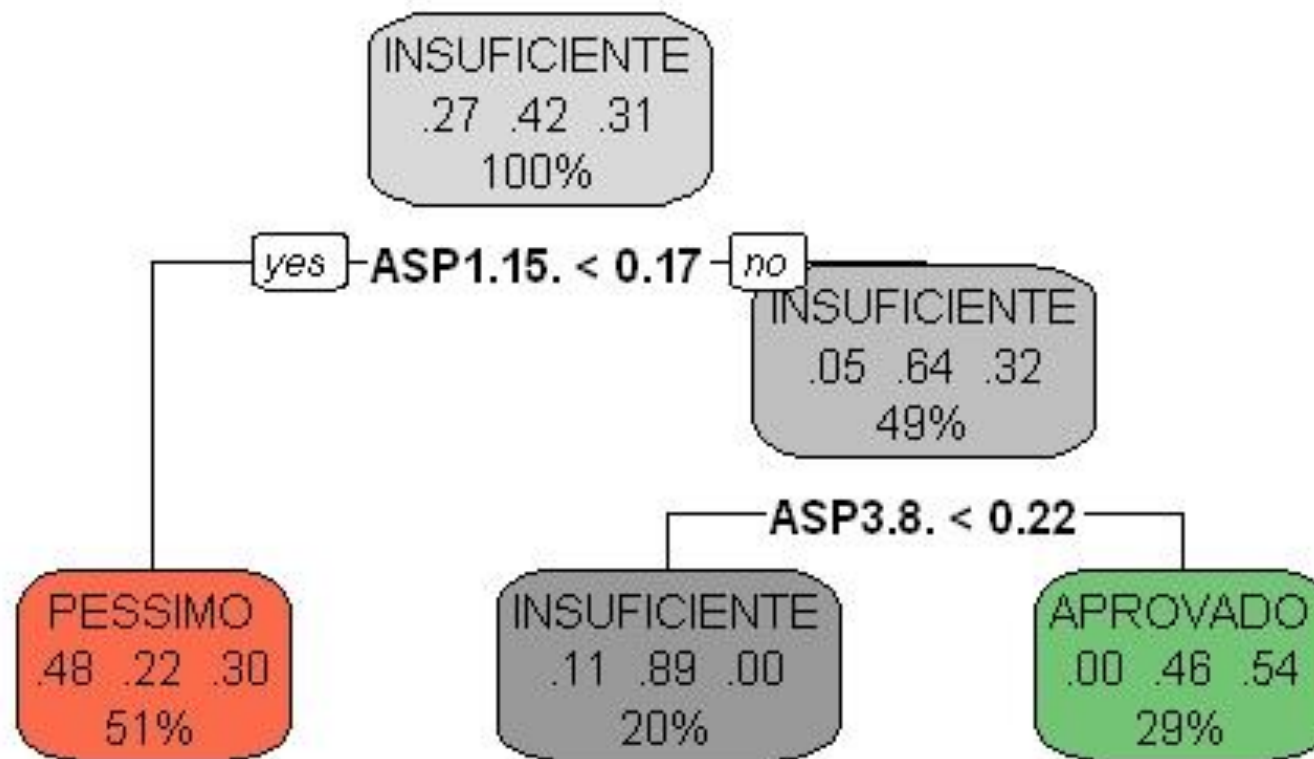 INSUFICIENTE
.27 .42 .31
100%
yes ASP1.15. < 0.17 no
INSUFICIENTE
.05 .64 .32
49%
ASP3.8. < 0.22
PESSIMO
.48 .22 .30
51%
INSUFICIENTE
.11 .89 .00
20%
APROVADO
.00 .46 .54
29%